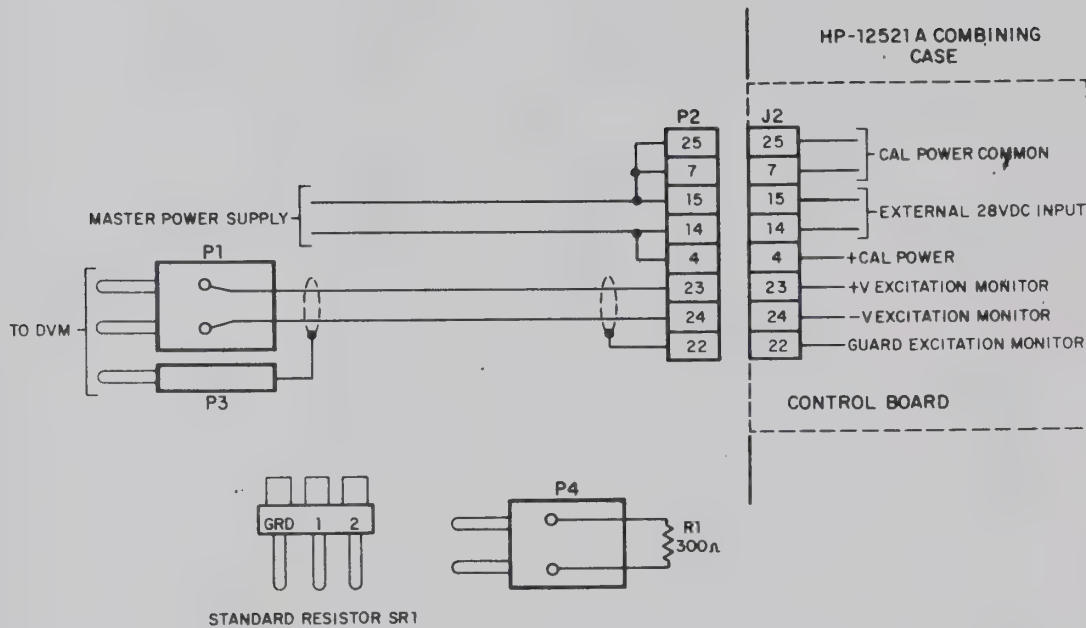 HP-12521A COMBINING
CASE
P2
J2
25
7
15
14
4
23
24
22
25
7
15
14
4
23
24
22
CAL POWER COMMON
EXTERNAL 28VDC INPUT
+CAL POWER
+V EXCITATION MONITOR
-V EXCITATION MONITOR
GUARD EXCITATION MONITOR
CONTROL BOARD
MASTER POWER SUPPLY
P1
TO DVM
P3
GRD 1 2
STANDARD RESISTOR SR1
P4
R1
300Ω